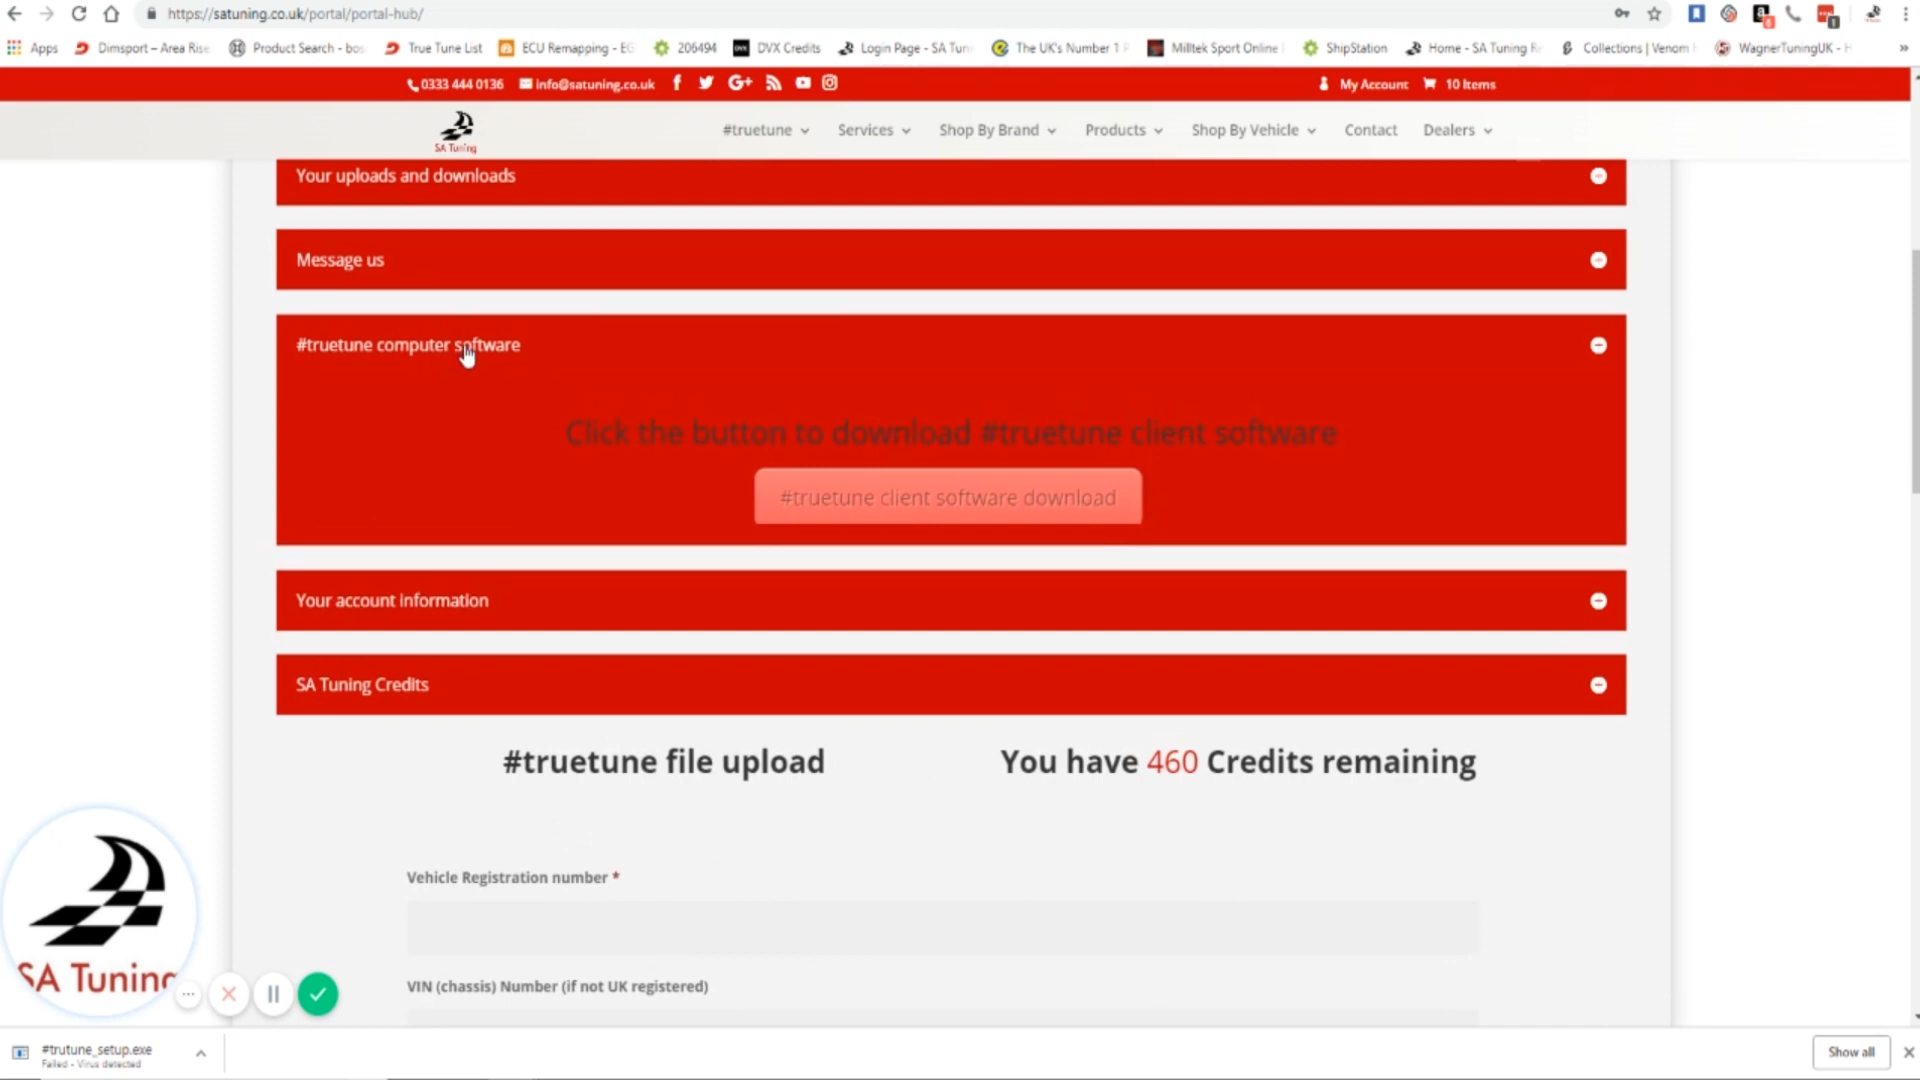 https://satuning.co.uk/portal/portal-hub/
Apps
Dimsport – Area Rise
Product Search - bos
True Tune List
ECU Remapping - EG
206494
DVX Credits
Login Page - SA Tun
The UK's Number 1
Milltek Sport Online
ShipStation
Home - SA Tuning R
Collections | Venom
WagnerTuningUK -
»
0333 444 0136
info@satuning.co.uk
My Account
10 Items
SA Tuning
#truetune
Services
Shop By Brand
Products
Shop By Vehicle
Contact
Dealers
Your uploads and downloads
Message us
#truetune computer software
Click the button to download #truetune client software
#truetune client software download
Your account information
SA Tuning Credits
#truetune file upload
You have 460 Credits remaining
Vehicle Registration number *
SA Tuning
VIN (chassis) Number (if not UK registered)
#trutune_setup.exe
Failed - Virus detected
Show all